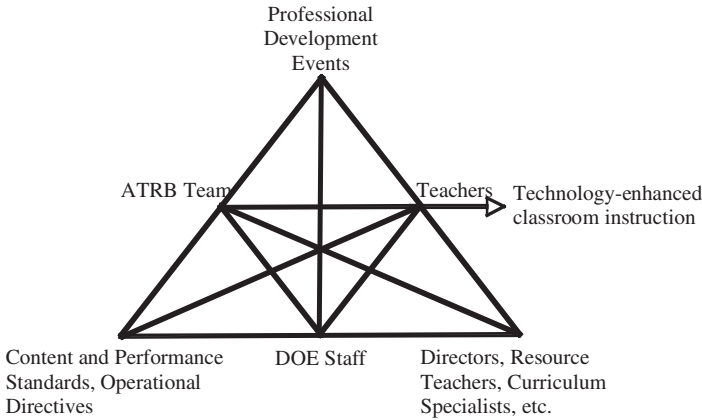 Professional
Development
Events
ATRB Team
Teachers
Technology-enhanced
classroom instruction
Content and Performance
Standards, Operational
Directives
DOE Staff
Directors, Resource
Teachers, Curriculum
Specialists, etc.